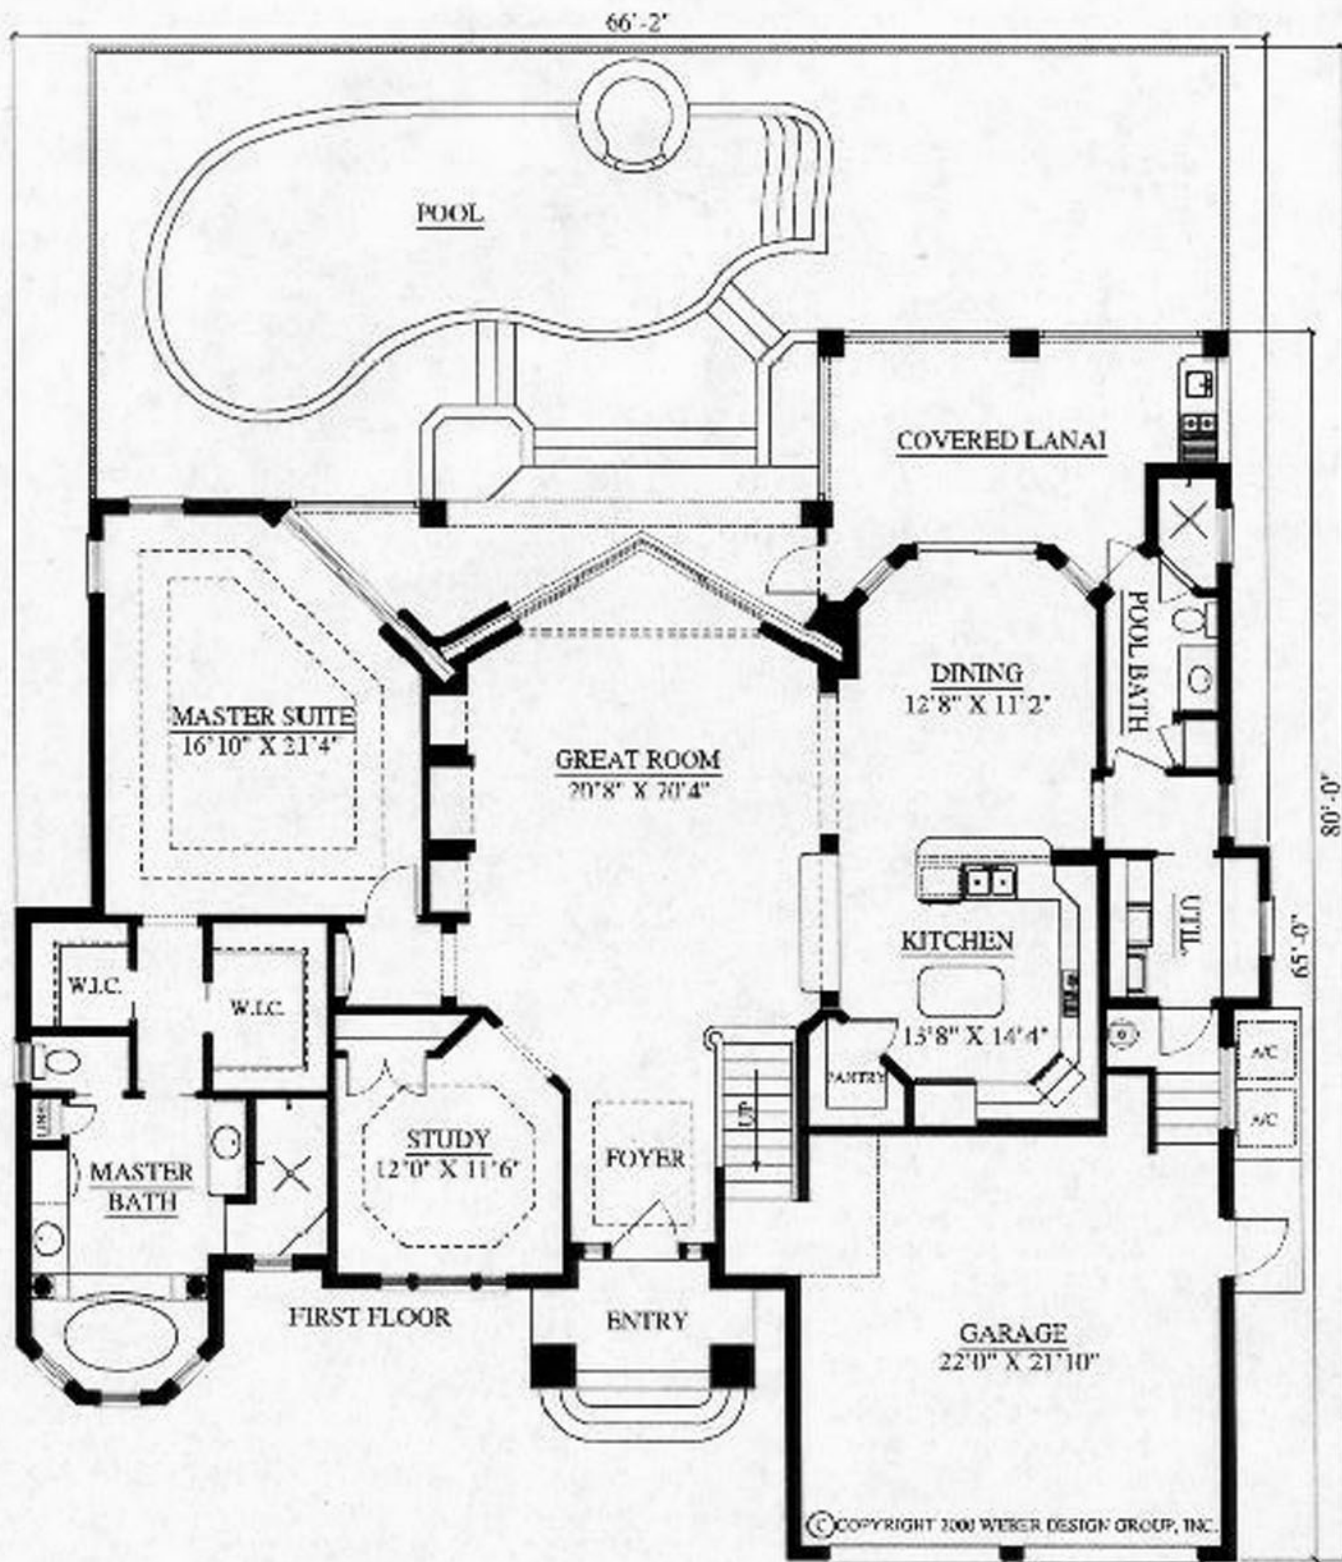 66'-2"
POOL
COVERED LANAI
POOL BATH
DINING
12'8" X 11'2"
MASTER SUITE
16'10" X 21'4"
GREAT ROOM
20'8" X 20'4"
80'-0"
65'-0"
UTIL
KITCHEN
13'8" X 14'4"
W.I.C.
W.I.C.
PANTRY
A/C
A/C
UP
LINEN
STUDY
12'0" X 11'6"
FOYER
MASTER
BATH
FIRST FLOOR
ENTRY
GARAGE
22'0" X 21'10"
© COPYRIGHT 2000 WEBER DESIGN GROUP, INC.